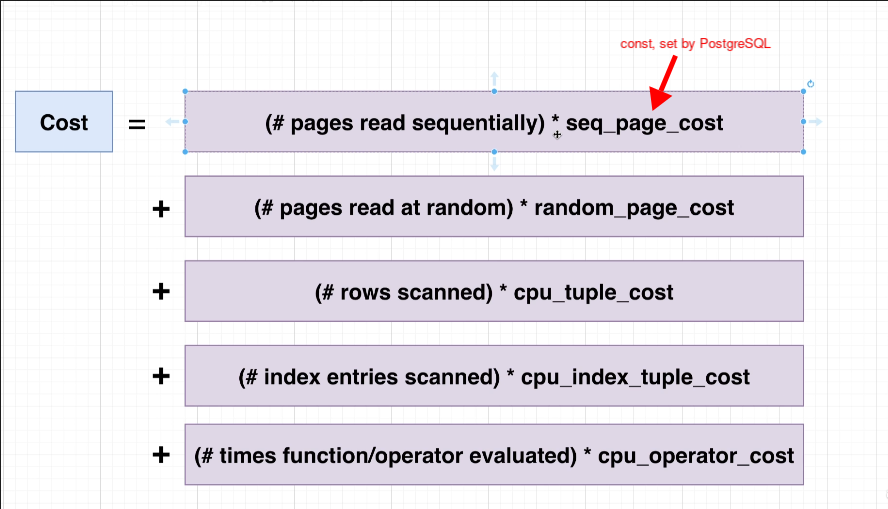 const, set by PostgreSQL
Cost = (# pages read sequentially) * seq_page_cost
+ (# pages read at random) * random_page_cost
+ (# rows scanned) * cpu_tuple_cost
+ (# index entries scanned) * cpu_index_tuple_cost
+ (# times function/operator evaluated) * cpu_operator_cost